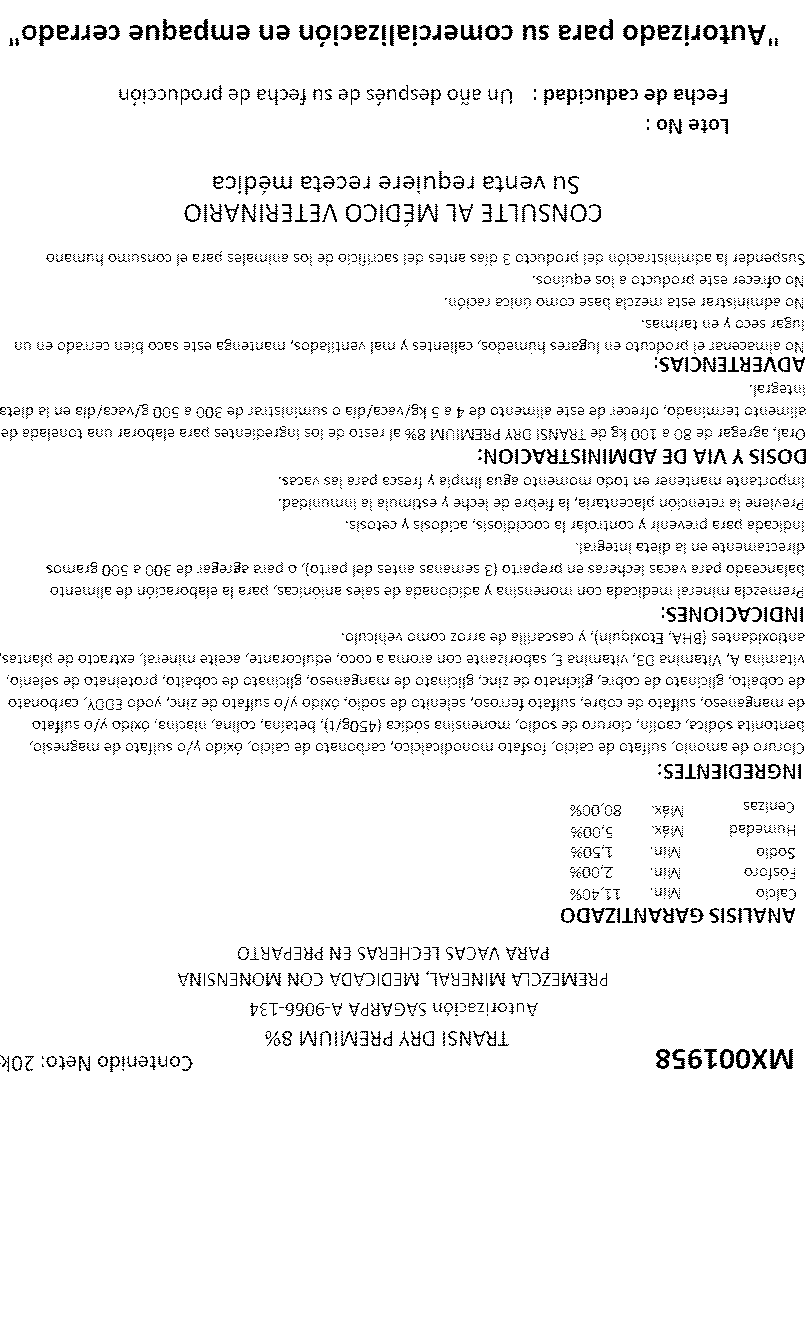 MX001958 Contenido Neto: 20k
TRANSI DRY PREMIUM 8%
Autorización SAGARPA A-9066-134
PREMEZCLA MINERAL, MEDICADA CON MONENSINA
PARA VACAS LECHERAS EN PREPARTO
ANALISIS GARANTIZADO
Calcio Min. 11,40%
Fósforo Min. 2,00%
Sodio Min. 1,50%
Humedad Máx. 5,00%
Cenizas Máx. 80,00%
INGREDIENTES:
Cloruro de amonio, sulfato de calcio, fosfato monodicalcico, carbonato de calcio, óxido y/o sulfato de magnesio,
bentonita sódica, caolín, cloruro de sodio, monensina sódica (450g/t), betaína, colina, niacina, óxido y/o sulfato
de manganeso, sulfato de cobre, sulfato ferroso, selenito de sodio, óxido y/o sulfato de zinc, yodo EDDY, carbonato
de cobalto, glicinato de cobre, glicinato de zinc, glicinato de manganeso, glicinato de cobalto, proteinato de selenio,
vitamina A, Vitamina D3, vitamina E, saborizante con aroma a coco, edulcorante, aceite mineral, extracto de plantas,
antioxidantes (BHA, Etoxiquin), y cascarilla de arroz como vehículo.
INDICACIONES:
Premezcla mineral medicada con monensina y adicionada de sales aniónicas, para la elaboración de alimento
balanceado para vacas lecheras en preparto (3 semanas antes del parto), o para agregar de 300 a 500 gramos
directamente en la dieta integral.
Indicada para prevenir y controlar la coccidiosis, acidosis y cetosis.
Previene la retención placentaria, la fiebre de leche y estimula la inmunidad.
Importante mantener en todo momento agua limpia y fresca para las vacas.
DOSIS Y VIA DE ADMINISTRACION:
Oral, agregar de 80 a 100 kg de TRANSI DRY PREMIUM 8% al resto de los ingredientes para elaborar una tonelada de
alimento terminado, ofrecer de este alimento de 4 a 5 kg/vaca/día o suministrar de 300 a 500 g/vaca/día en la dieta
integral.
ADVERTENCIAS:
No almacenar el prodcuto en lugares húmedos, calientes y mal ventilados, mantenga este saco bien cerrado en un
lugar seco y en tarimas.
No administrar esta mezcla base como única ración.
No ofrecer este producto a los equinos.
Suspender la administración del producto 3 días antes del sacrificio de los animales para el consumo humano
CONSULTE AL MÉDICO VETERINARIO
Su venta requiere receta médica
Lote No :
Fecha de caducidad : Un año después de su fecha de producción
"Autorizado para su comercialización en empaque cerrado"